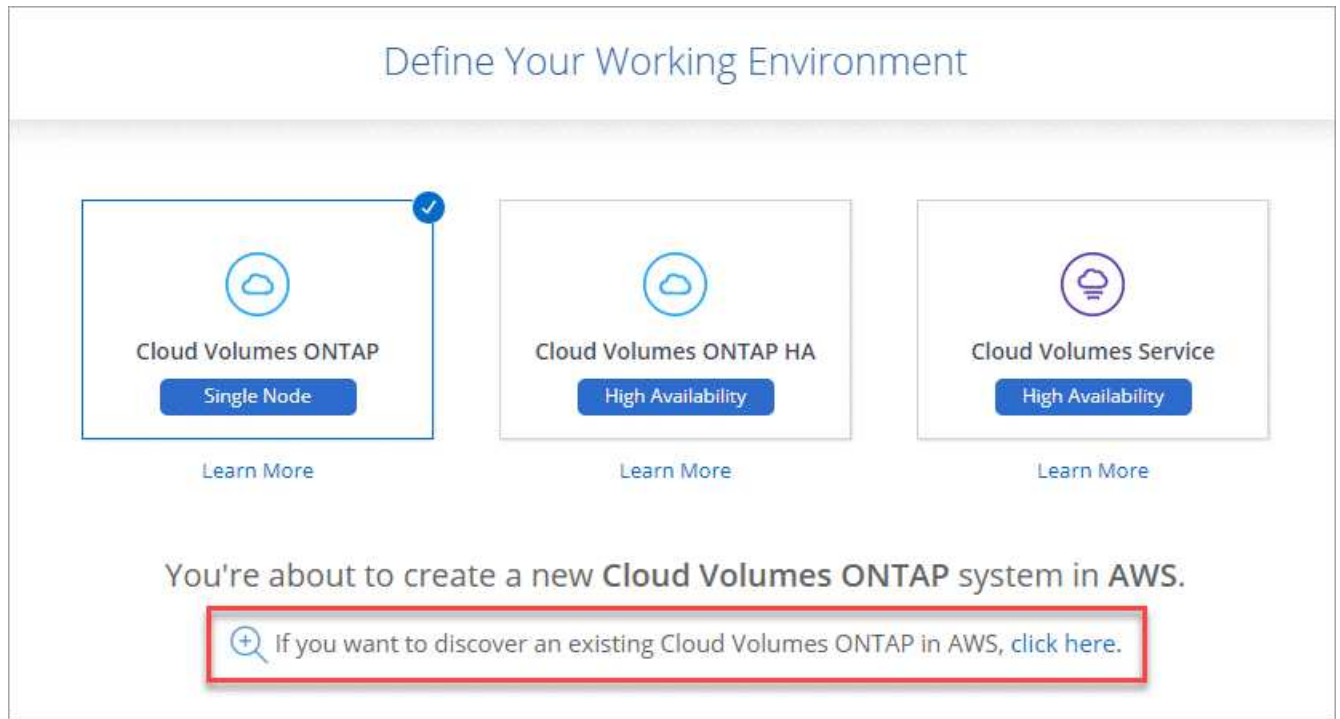 Define Your Working Environment
Cloud Volumes ONTAP
Single Node
Learn More
Cloud Volumes ONTAP HA
High Availability
Learn More
Cloud Volumes Service
High Availability
Learn More
You're about to create a new Cloud Volumes ONTAP system in AWS.
If you want to discover an existing Cloud Volumes ONTAP in AWS, click here.